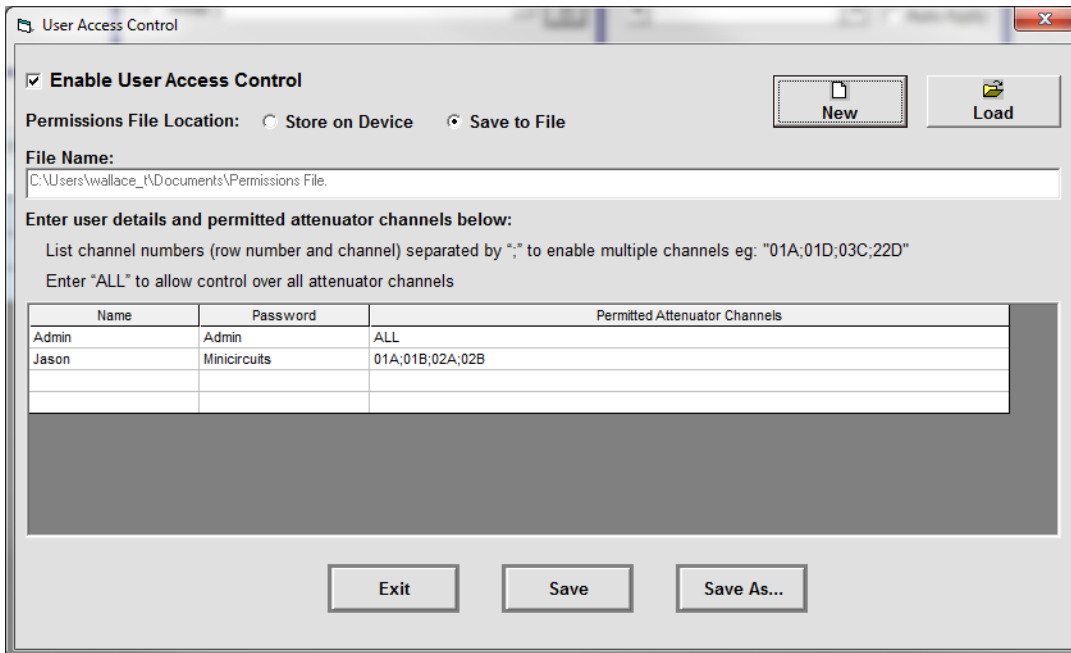 User Access Control
Enable User Access Control
New
Load
Permissions File Location: Store on Device Save to File
File Name:
C:\Users\wallace_t\Documents\Permissions File.
Enter user details and permitted attenuator channels below:
List channel numbers (row number and channel) separated by “;” to enable multiple channels eg: "01A;01D;03C;22D"
Enter “ALL” to allow control over all attenuator channels
Name Password Permitted Attenuator Channels
Admin Admin ALL
Jason Minicircuits 01A;01B;02A;02B
Exit Save Save As...